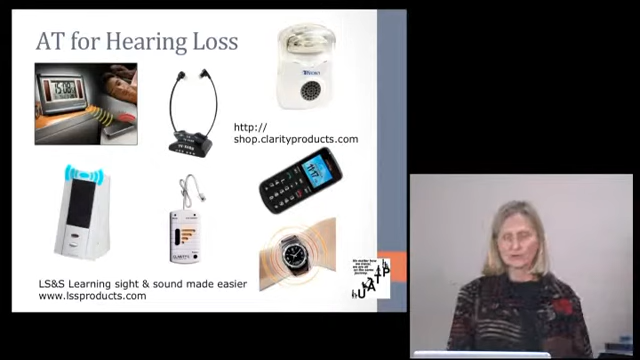 AT for Hearing Loss
http://
shop.clarityproducts.com
LS&S Learning sight & sound made easier
www.lssproducts.com